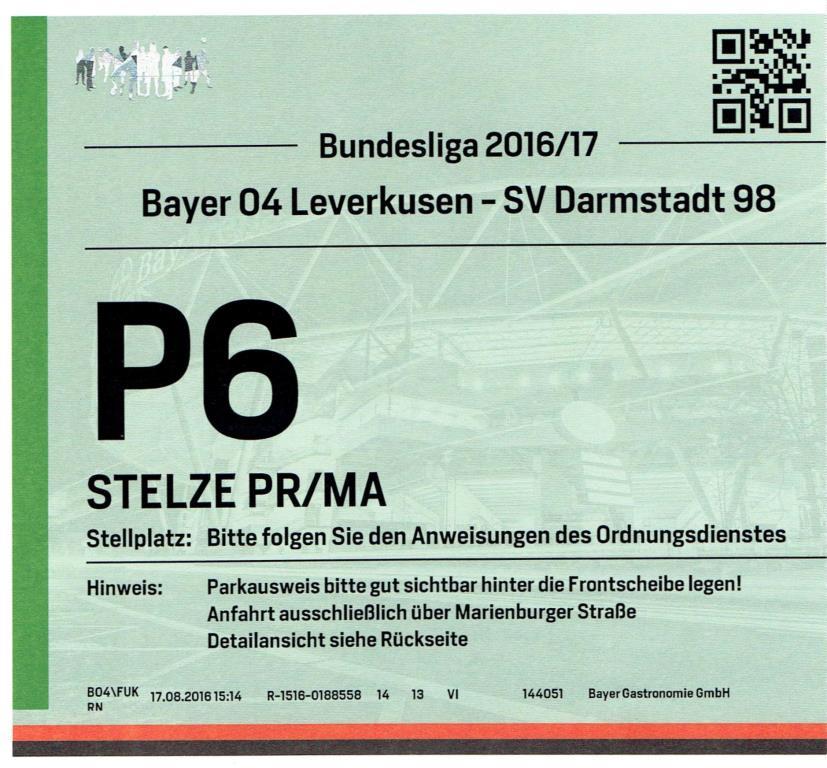 Bundesliga 2016/17
Bayer 04 Leverkusen - SV Darmstadt 98
P6
STELZE PR/MA
Stellplatz: Bitte folgen Sie den Anweisungen des Ordnungsdienstes
Hinweis: Parkausweis bitte gut sichtbar hinter die Frontscheibe legen!
Anfahrt ausschließlich über Marienburger Straße
Detailansicht siehe Rückseite
B04\FUK 17.08.2016 15:14 R-1516-0188558 14 13 VI 144051 Bayer Gastronomie GmbH
RN